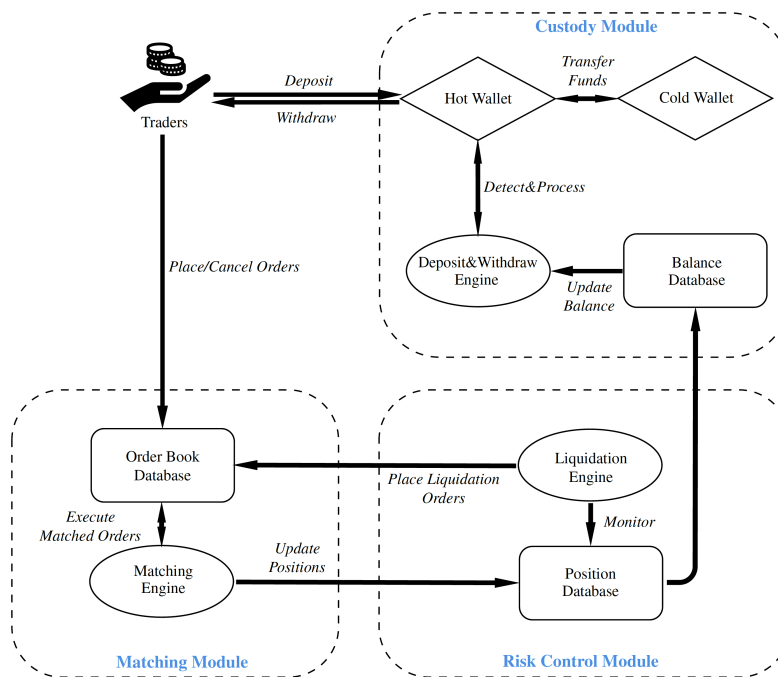 Custody Module
Deposit
Withdraw
Traders
Hot Wallet
Transfer
Funds
Cold Wallet
Detect&Process
Deposit&Withdraw
Engine
Update
Balance
Balance
Database
Place/Cancel Orders
Order Book
Database
Place Liquidation
Orders
Liquidation
Engine
Execute
Matched Orders
Monitor
Matching
Engine
Update
Positions
Position
Database
Matching Module
Risk Control Module